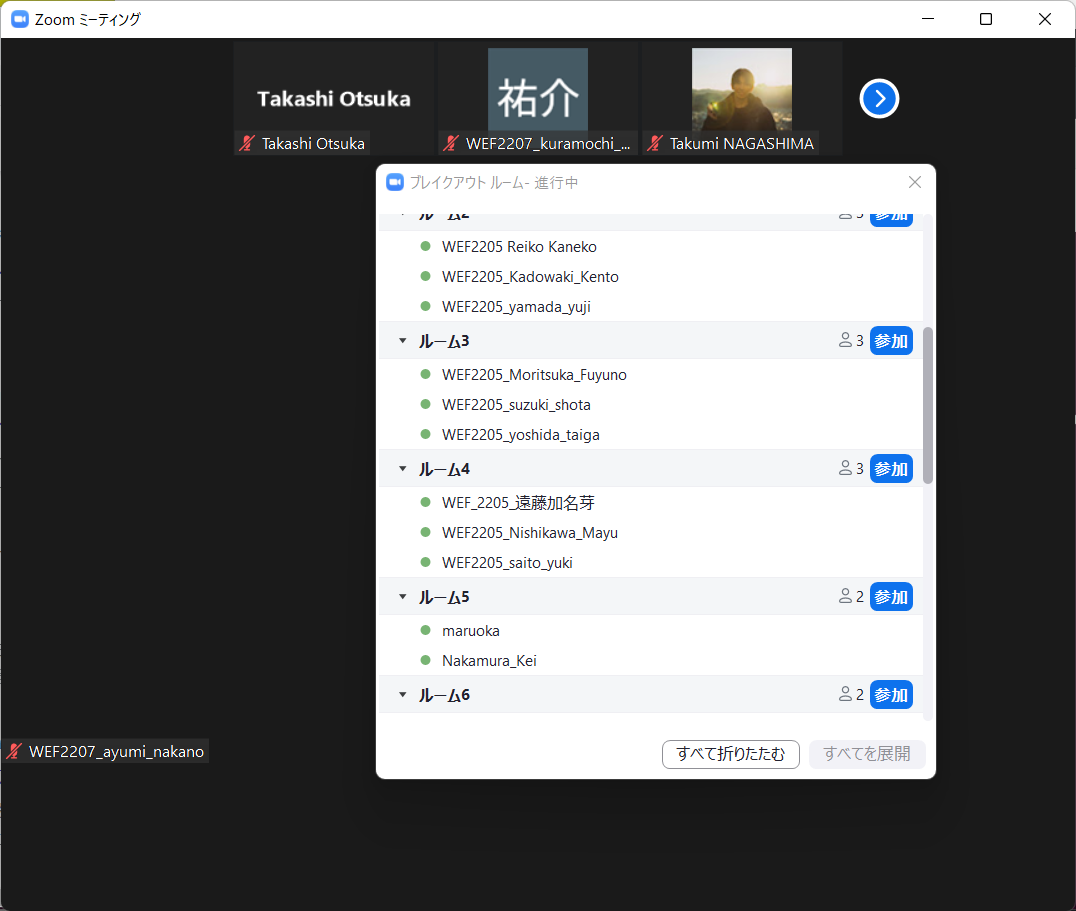 Zoom ミーティング
Takashi Otsuka
祐介
Takashi Otsuka
WEF2207_kuramochi_...
Takumi NAGASHIMA
ブレイクアウト ルーム- 進行中
ルーム2 3 参加
WEF2205 Reiko Kaneko
WEF2205_Kadowaki_Kento
WEF2205_yamada_yuji
ルーム3 3 参加
WEF2205_Moritsuka_Fuyuno
WEF2205_suzuki_shota
WEF2205_yoshida_taiga
ルーム4 3 参加
WEF_2205_遠藤加名芽
WEF2205_Nishikawa_Mayu
WEF2205_saito_yuki
ルーム5 2 参加
maruoka
Nakamura_Kei
ルーム6 2 参加
WEF2207_ayumi_nakano
すべて折りたたむ すべてを展開